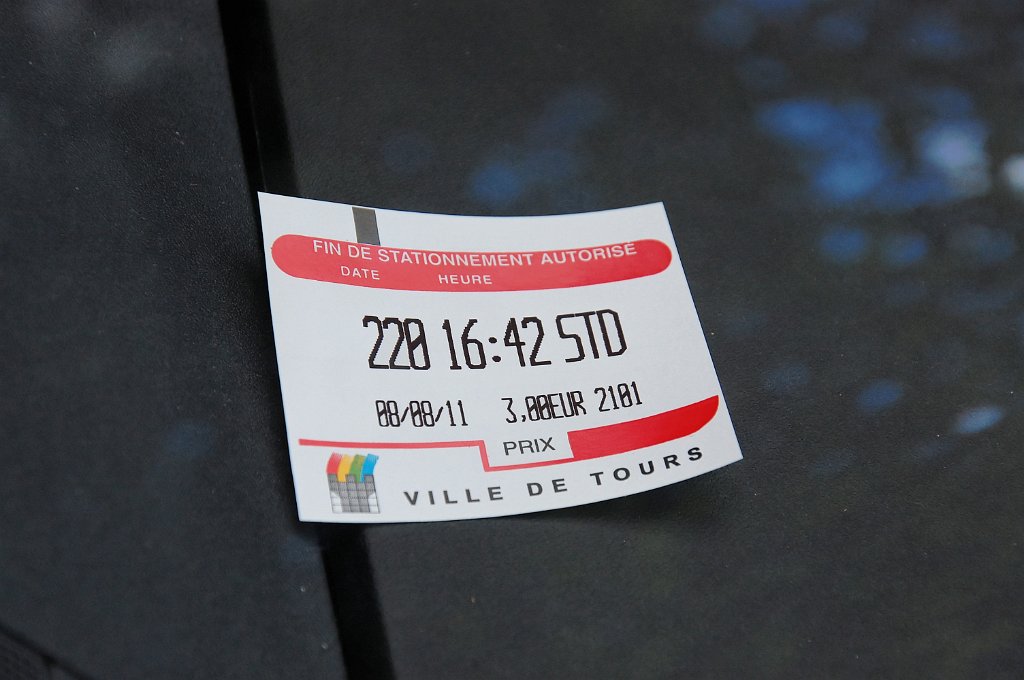 FIN DE STATIONNEMENT AUTORISÉ
DATE HEURE
220 16:42 STD
08/08/11 3,00EUR 2101
PRIX
VILLE DE TOURS